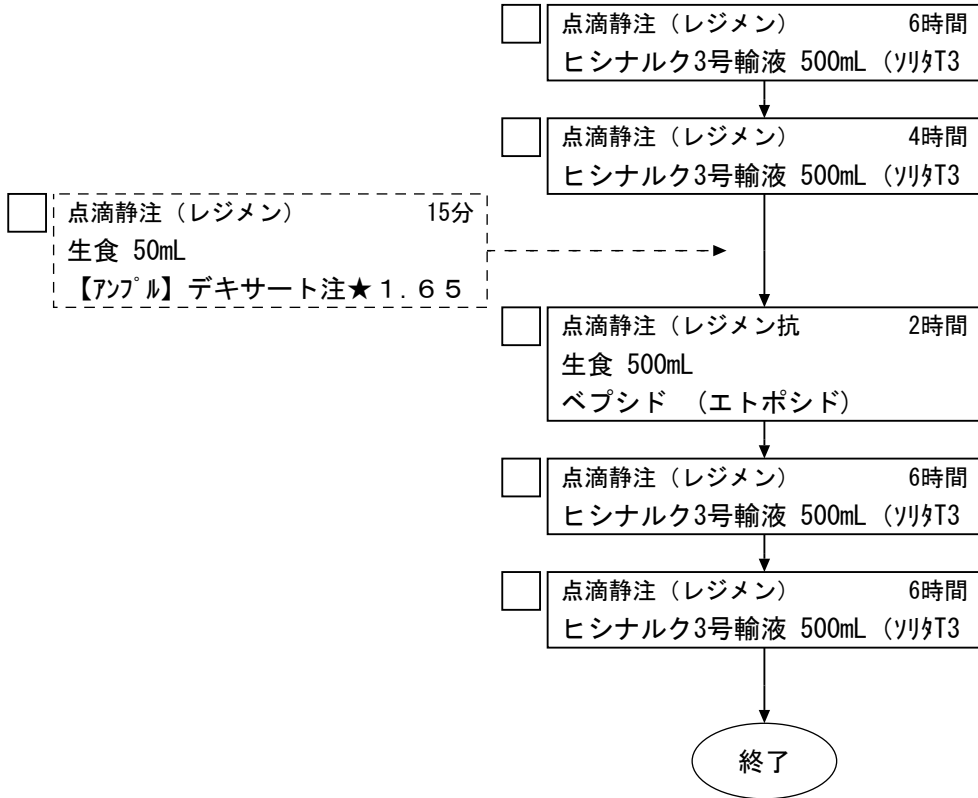 点滴静注（レジメン） 6時間
ヒシナルク3号輸液 500mL（ｿﾘﾀT3
点滴静注（レジメン） 4時間
ヒシナルク3号輸液 500mL（ｿﾘﾀT3
点滴静注（レジメン） 15分
生食 50mL
【ｱﾝﾌﾟﾙ】デキサート注★１.６５
点滴静注（レジメン抗 2時間
生食 500mL
ベプシド （エトポシド）
点滴静注（レジメン） 6時間
ヒシナルク3号輸液 500mL（ｿﾘﾀT3
点滴静注（レジメン） 6時間
ヒシナルク3号輸液 500mL（ｿﾘﾀT3
終了